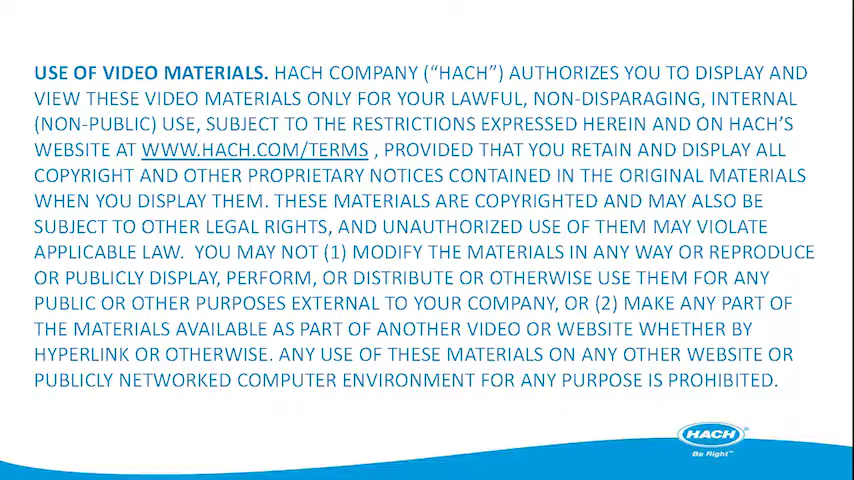 USE OF VIDEO MATERIALS. HACH COMPANY (“HACH”) AUTHORIZES YOU TO DISPLAY AND
VIEW THESE VIDEO MATERIALS ONLY FOR YOUR LAWFUL, NON-DISPARAGING, INTERNAL
(NON-PUBLIC) USE, SUBJECT TO THE RESTRICTIONS EXPRESSED HEREIN AND ON HACH’S
WEBSITE AT WWW.HACH.COM/TERMS , PROVIDED THAT YOU RETAIN AND DISPLAY ALL
COPYRIGHT AND OTHER PROPRIETARY NOTICES CONTAINED IN THE ORIGINAL MATERIALS
WHEN YOU DISPLAY THEM. THESE MATERIALS ARE COPYRIGHTED AND MAY ALSO BE
SUBJECT TO OTHER LEGAL RIGHTS, AND UNAUTHORIZED USE OF THEM MAY VIOLATE
APPLICABLE LAW.  YOU MAY NOT (1) MODIFY THE MATERIALS IN ANY WAY OR REPRODUCE
OR PUBLICLY DISPLAY, PERFORM, OR DISTRIBUTE OR OTHERWISE USE THEM FOR ANY
PUBLIC OR OTHER PURPOSES EXTERNAL TO YOUR COMPANY, OR (2) MAKE ANY PART OF
THE MATERIALS AVAILABLE AS PART OF ANOTHER VIDEO OR WEBSITE WHETHER BY
HYPERLINK OR OTHERWISE. ANY USE OF THESE MATERIALS ON ANY OTHER WEBSITE OR
PUBLICLY NETWORKED COMPUTER ENVIRONMENT FOR ANY PURPOSE IS PROHIBITED.
HACH®
Be Right™